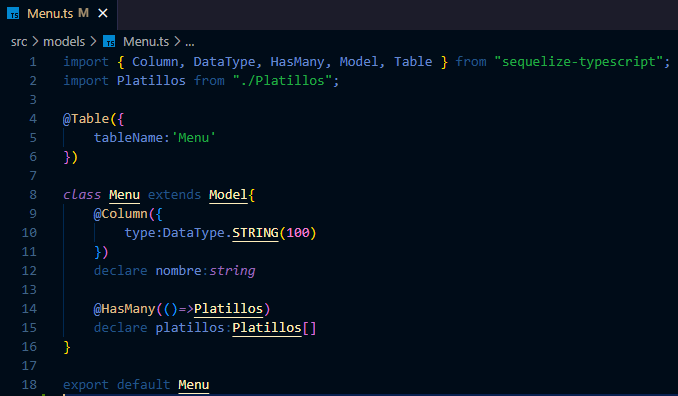 TS Menu.ts M ×
src > models > TS Menu.ts > ...
1 import { Column, DataType, HasMany, Model, Table } from "sequelize-typescript";
2 import Platillos from "./Platillos";
3
4 @Table({
5     tableName:'Menu'
6 })
7
8 class Menu extends Model{
9     @Column({
10         type:DataType.STRING(100)
11     })
12     declare nombre:string
13
14     @HasMany(()=>Platillos)
15     declare platillos:Platillos[]
16 }
17
18 export default Menu